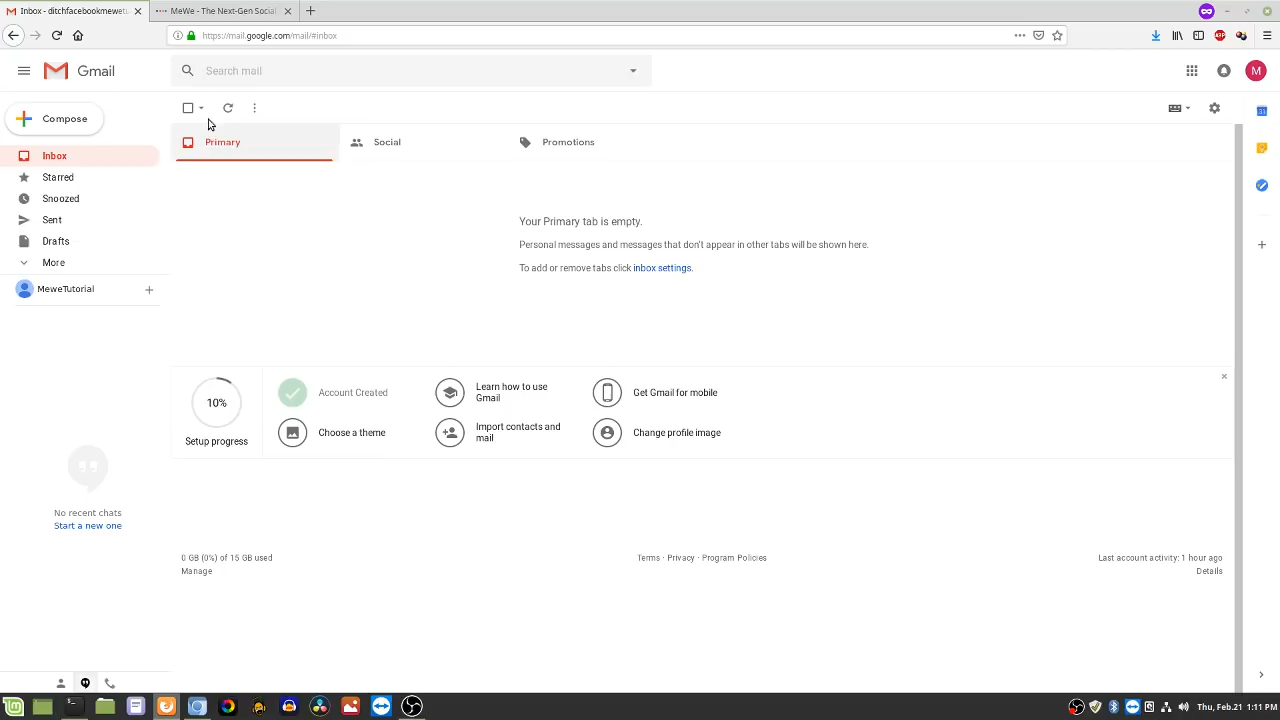 Inbox - ditchfacebookmewetu
MeWe - The Next-Gen Social
https://mail.google.com/mail/#inbox
ABP
Gmail
Search mail
M
Compose
Primary
Social
Promotions
Inbox
Starred
Snoozed
Sent
Drafts
More
MeweTutorial
Your Primary tab is empty.
Personal messages and messages that don't appear in other tabs will be shown here.
To add or remove tabs click inbox settings.
10%
Setup progress
Account Created
Learn how to use
Gmail
Get Gmail for mobile
Choose a theme
Import contacts and
mail
Change profile image
No recent chats
Start a new one
0 GB (0%) of 15 GB used
Manage
Terms · Privacy · Program Policies
Last account activity: 1 hour ago
Details
Thu, Feb.21 1:11 PM